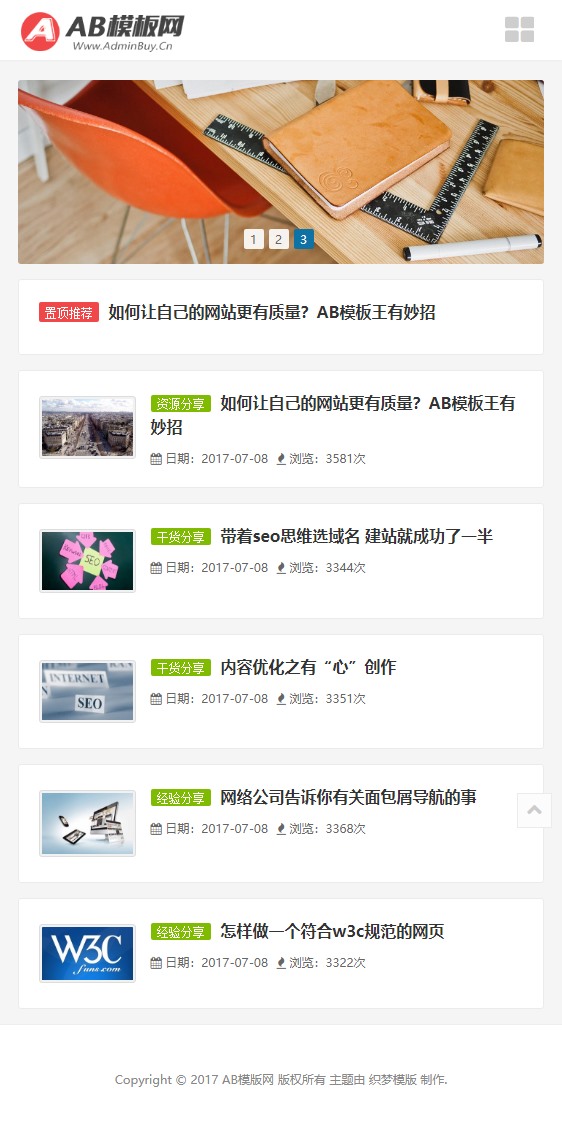 AB模板网
Www.AdminBuy.Cn
1 2 3
置顶推荐 如何让自己的网站更有质量？AB模板王有妙招
资源分享 如何让自己的网站更有质量？AB模板王有
妙招
日期：2017-07-08 浏览：3581次
SEO
干货分享 带着seo思维选域名 建站就成功了一半
日期：2017-07-08 浏览：3344次
INTERNET
SEO
干货分享 内容优化之有“心”创作
日期：2017-07-08 浏览：3351次
经验分享 网络公司告诉你有关面包屑导航的事
日期：2017-07-08 浏览：3368次
W3C
funs.com
经验分享 怎样做一个符合w3c规范的网页
日期：2017-07-08 浏览：3322次
Copyright © 2017 AB模版网 版权所有 主题由 织梦模版 制作.